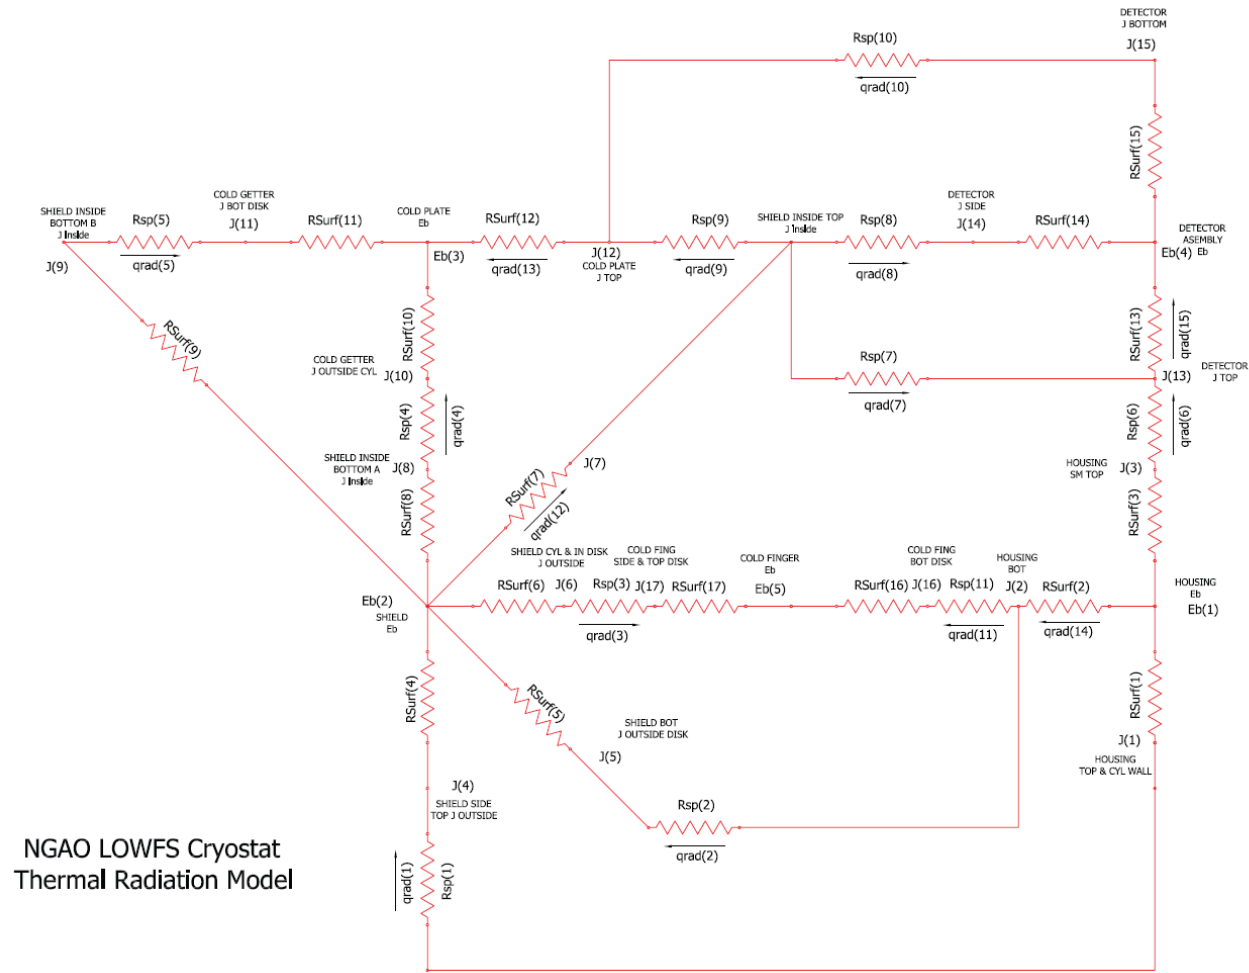 DETECTOR
J BOTTOM
J(15)
Rsp(10)
qrad(10)
RSurf(15)
COLD GETTER
J BOT DISK
J(11)
SHIELD INSIDE
BOTTOM B
J Inside
J(9)
Rsp(5)
qrad(5)
RSurf(11)
COLD PLATE
Eb
Eb(3)
RSurf(12)
qrad(13)
J(12)
COLD PLATE
J TOP
Rsp(9)
qrad(9)
SHIELD INSIDE TOP
J Inside
Rsp(8)
qrad(8)
DETECTOR
J SIDE
J(14)
RSurf(14)
DETECTOR
ASEMBLY
Eb
Eb(4)
RSurf(9)
RSurf(10)
RSurf(13)
qrad(15)
COLD GETTER
J OUTSIDE CYL
J(10)
Rsp(7)
qrad(7)
J(13)
DETECTOR
J TOP
Rsp(4)
qrad(4)
Rsp(6)
qrad(6)
SHIELD INSIDE
BOTTOM A
J Inside
J(8)
RSurf(8)
J(7)
RSurf(7)
qrad(12)
HOUSING
SM TOP
J(3)
RSurf(3)
SHIELD CYL & IN DISK
J OUTSIDE
RSurf(6)
J(6)
COLD FING
SIDE & TOP DISK
Rsp(3)
qrad(3)
J(17)
RSurf(17)
COLD FINGER
Eb
Eb(5)
COLD FING
BOT DISK
RSurf(16)
J(16)
Rsp(11)
qrad(11)
HOUSING
BOT
J(2)
RSurf(2)
qrad(14)
HOUSING
Eb
Eb(1)
Eb(2)
SHIELD
Eb
RSurf(4)
RSurf(5)
RSurf(1)
SHIELD BOT
J OUTSIDE DISK
J(5)
J(1)
HOUSING
TOP & CYL WALL
J(4)
SHIELD SIDE
TOP J OUTSIDE
Rsp(2)
qrad(2)
qrad(1)
Rsp(1)
NGAO LOWFS Cryostat
Thermal Radiation Model